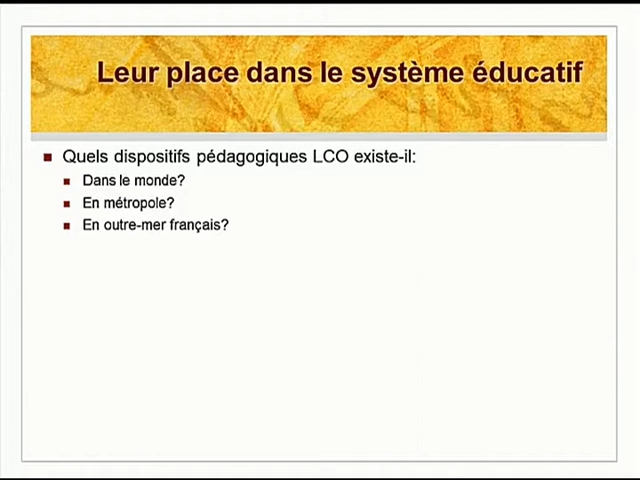 Leur place dans le système éducatif
Quels dispositifs pédagogiques LCO existe-il:
Dans le monde?
En métropole?
En outre-mer français?